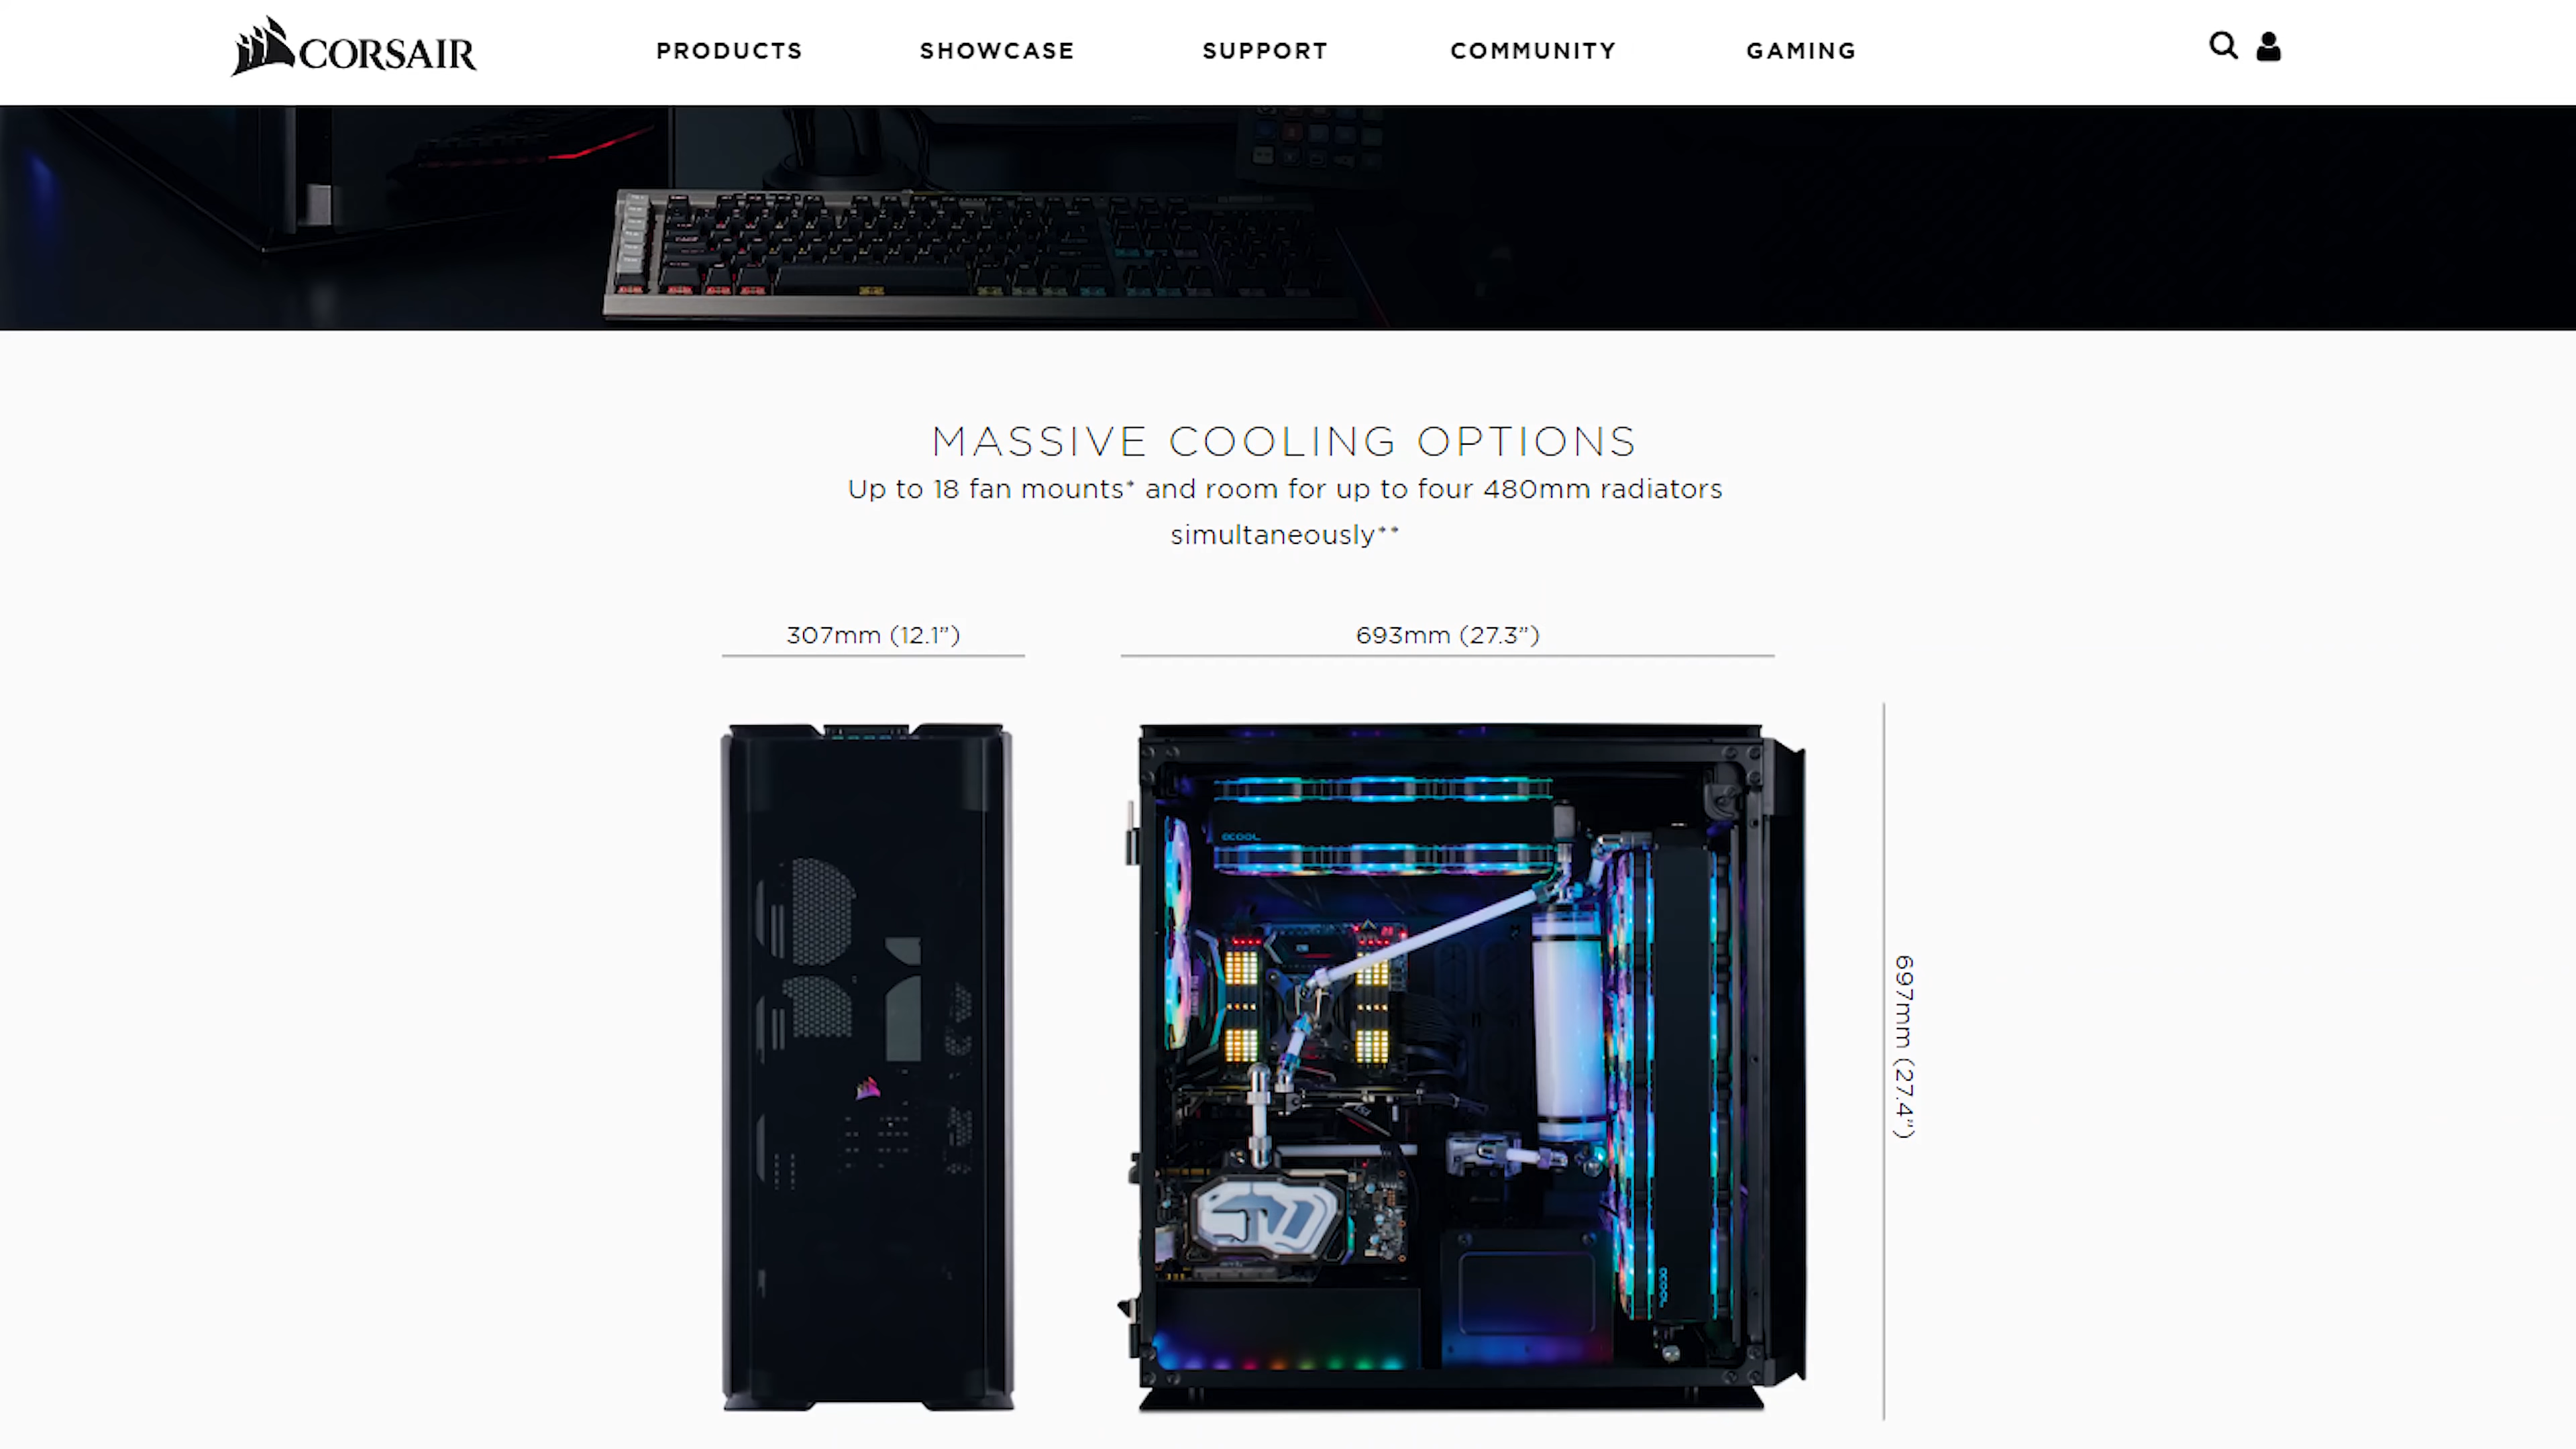 CORSAIR
PRODUCTS
SHOWCASE
SUPPORT
COMMUNITY
GAMING
MASSIVE COOLING OPTIONS
Up to 18 fan mounts* and room for up to four 480mm radiators
simultaneously**
307mm (12.1”)
693mm (27.3”)
697mm (27.4”)